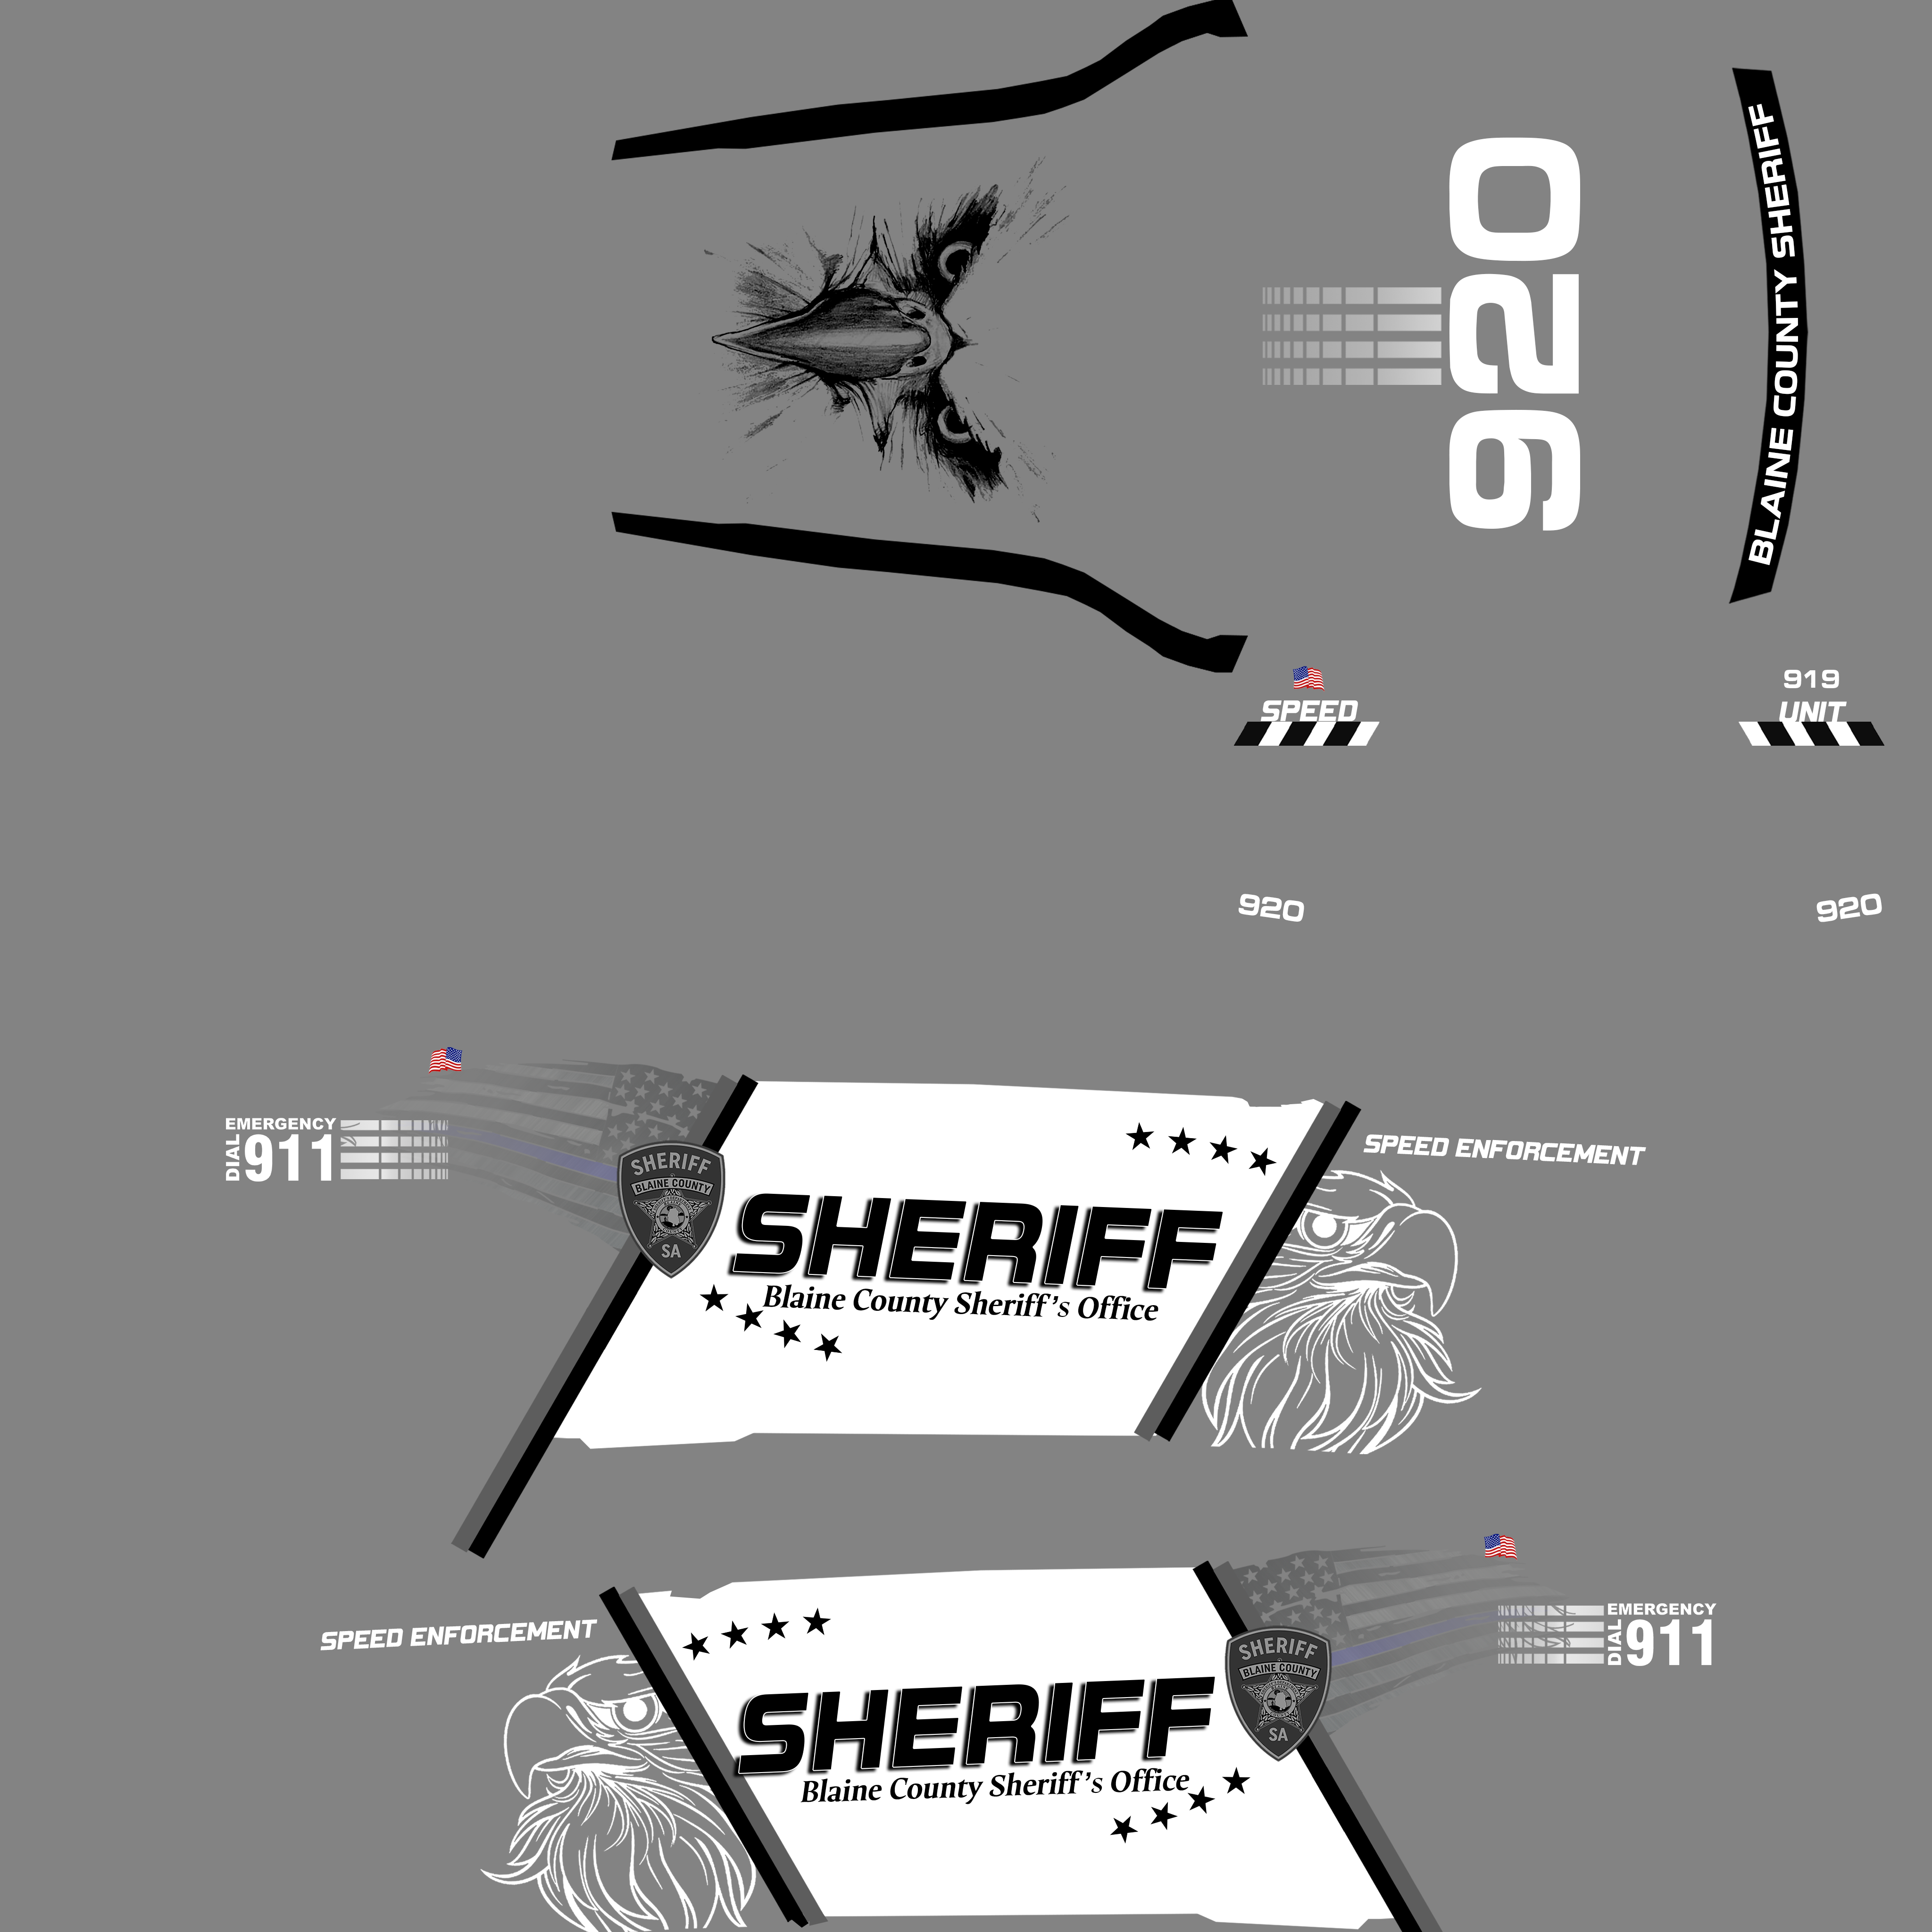 920
BLAINE COUNTY SHERIFF
SPEED
919
UNIT
920
920
EMERGENCY
DIAL
911
SHERIFF
BLAINE COUNTY
SA
SHERIFF
Blaine County Sheriff's Office
SPEED ENFORCEMENT
SPEED ENFORCEMENT
SHERIFF
Blaine County Sheriff's Office
SHERIFF
BLAINE COUNTY
SA
EMERGENCY
DIAL
911